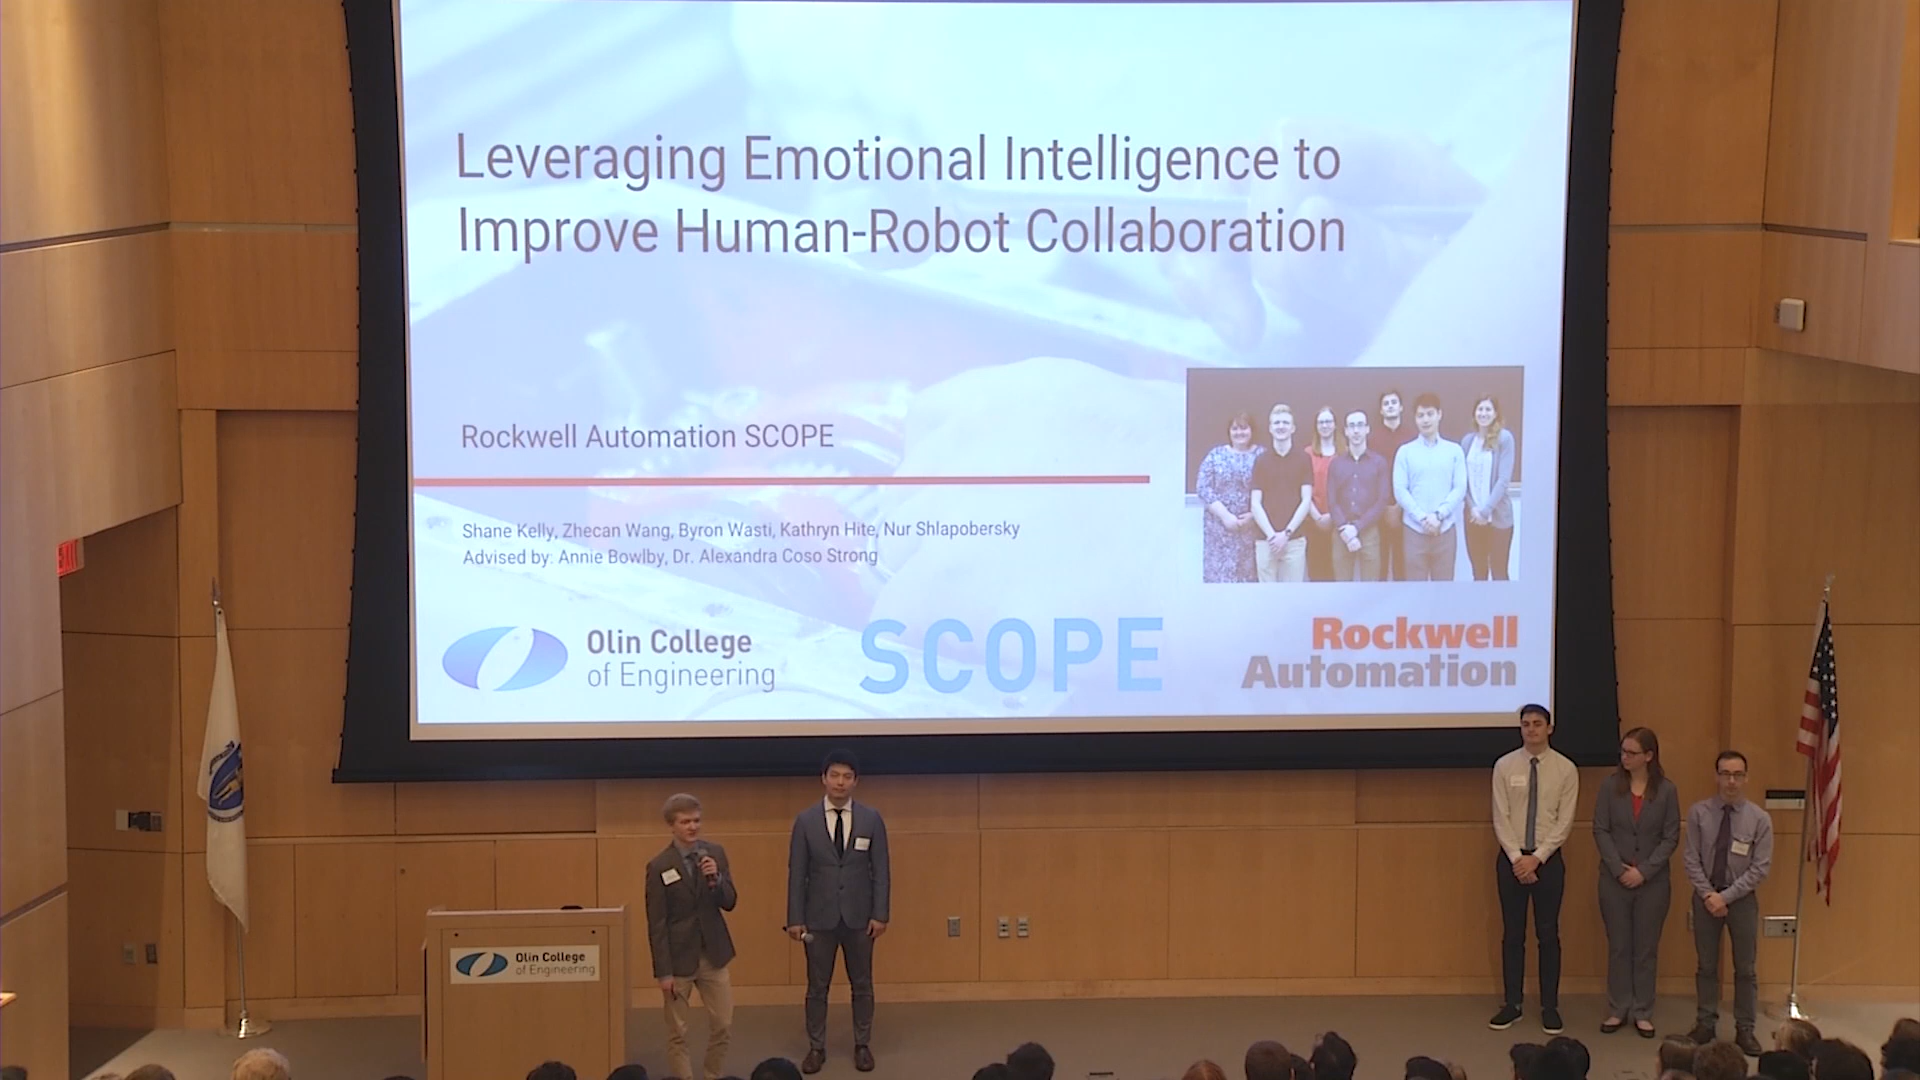 Leveraging Emotional Intelligence to
Improve Human-Robot Collaboration
Rockwell Automation SCOPE
Shane Kelly, Zhecan Wang, Byron Wasti, Kathryn Hite, Nur Shlapobersky
Advised by: Annie Bowlby, Dr. Alexandra Coso Strong
Olin College
of Engineering
SCOPE
Rockwell
Automation
EXIT
Olin College
of Engineering